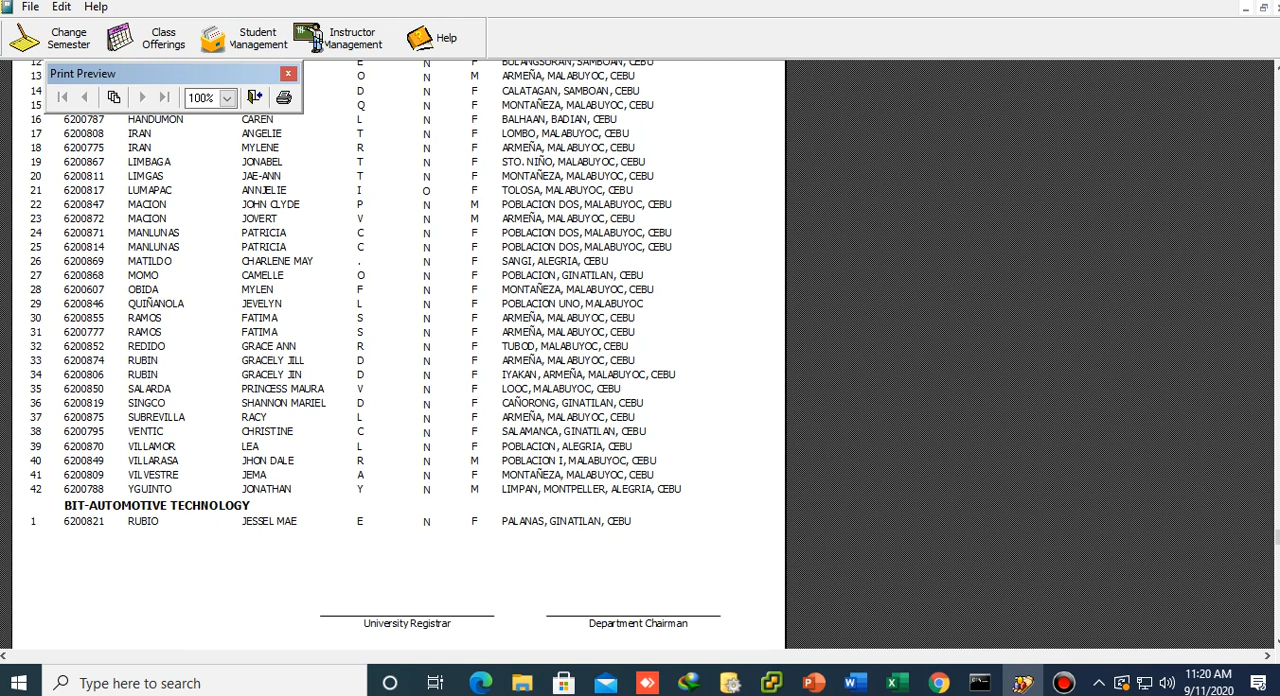 File Edit Help
Change Semester Class Offerings Student Management Instructor Management Help
12 E N F BULANGSURAN, SAMBOAN, CEBU
Print Preview
13 O M ARMEÑA, MALABUYOC, CEBU
14 D N F CALATAGAN, SAMBOAN, CEBU
100%
15 Q N F MONTAÑEZA, MALABUYOC, CEBU
16 6200787 HANDUMON CAREN L N F BALHAAN, BADIAN, CEBU
17 6200808 IRAN ANGELIE T N F LOMBO, MALABUYOC, CEBU
18 6200775 IRAN MYLENE R N F ARMEÑA, MALABUYOC, CEBU
19 6200867 LIMBAGA JONABEL T N F STO. NIÑO, MALABUYOC, CEBU
20 6200811 LIMGAS JAE-ANN T N F MONTAÑEZA, MALABUYOC, CEBU
21 6200817 LUMAPAC ANNJELIE I O F TOLOSA, MALABUYOC, CEBU
22 6200847 MACION JOHN CLYDE P N M POBLACION DOS, MALABUYOC, CEBU
23 6200872 MACION JOVERT V N M ARMEÑA, MALABUYOC, CEBU
24 6200871 MANLUNAS PATRICIA C N F POBLACION DOS, MALABUYOC, CEBU
25 6200814 MANLUNAS PATRICIA C N F POBLACION DOS, MALABUYOC, CEBU
26 6200869 MATILDO CHARLENE MAY . N F SANGI, ALEGRIA, CEBU
27 6200868 MOMO CAMELLE O N F POBLACION, GINATILAN, CEBU
28 6200607 OBIDA MYLEN F N F MONTAÑEZA, MALABUYOC, CEBU
29 6200846 QUIÑANOLA JEVELYN L N F POBLACION UNO, MALABUYOC
30 6200855 RAMOS FATIMA S N F ARMEÑA, MALABUYOC, CEBU
31 6200777 RAMOS FATIMA S N F ARMEÑA, MALABUYOC, CEBU
32 6200852 REDIDO GRACE ANN R N F TUBOD, MALABUYOC, CEBU
33 6200874 RUBIN GRACELY JILL D N F ARMEÑA, MALABUYOC, CEBU
34 6200806 RUBIN GRACELY JIN D N F IYAKAN, ARMEÑA, MALABUYOC, CEBU
35 6200850 SALARDA PRINCESS MAURA V N F LOOC, MALABUYOC, CEBU
36 6200819 SINGCO SHANNON MARIEL D N F CAÑORONG, GINATILAN, CEBU
37 6200875 SUBREVILLA RACY L N F ARMEÑA, MALABUYOC, CEBU
38 6200795 VENTIC CHRISTINE C N F SALAMANCA, GINATILAN, CEBU
39 6200870 VILLAMOR LEA L N F POBLACION, ALEGRIA, CEBU
40 6200849 VILLARASA JHON DALE R N M POBLACION I, MALABUYOC, CEBU
41 6200809 VILVESTRE JEMA A N F MONTAÑEZA, MALABUYOC, CEBU
42 6200788 YGUINTO JONATHAN Y N M LIMPAN, MONTPELLER, ALEGRIA, CEBU
BIT-AUTOMOTIVE TECHNOLOGY
1 6200821 RUBIO JESSEL MAE E N F PALANAS, GINATILAN, CEBU
University Registrar Department Chairman
Type here to search
11:20 AM
9/11/2020